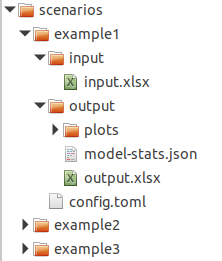 scenarios
example1
input
input.xlsx
output
plots
model-stats.json
output.xlsx
config.toml
example2
example3